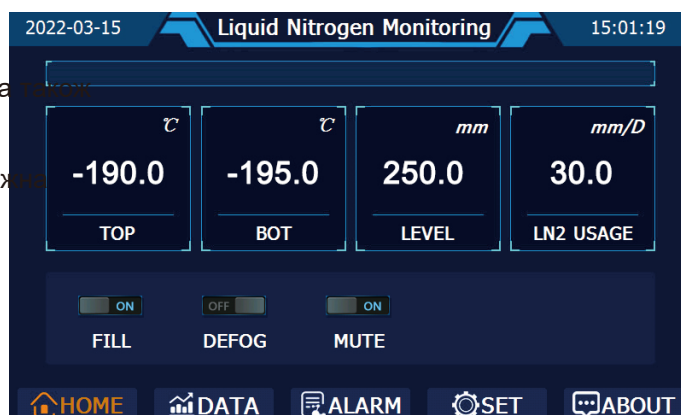 2022-03-15
Liquid Nitrogen Monitoring
15:01:19
℃
-190.0
TOP
℃
-195.0
BOT
mm
250.0
LEVEL
mm/D
30.0
LN2 USAGE
ON
FILL
OFF
DEFOG
ON
MUTE
HOME
DATA
ALARM
SET
ABOUT